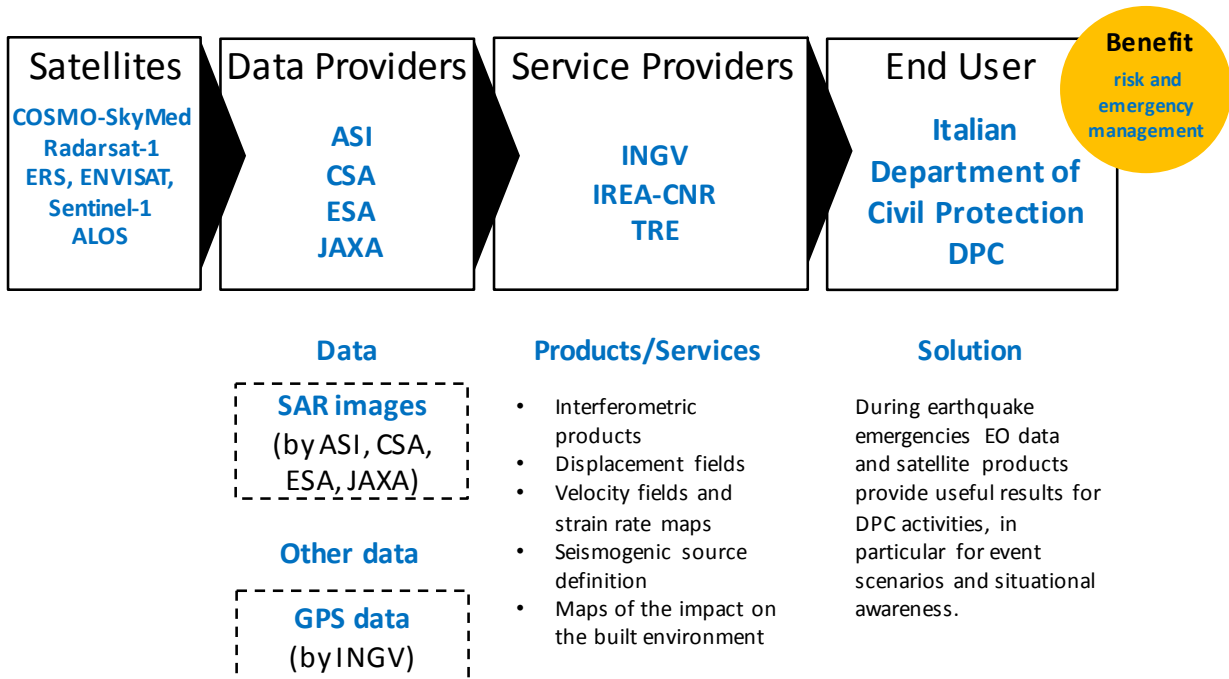 Satellites
COSMO-SkyMed
Radarsat-1
ERS, ENVISAT,
Sentinel-1
ALOS
Data Providers
ASI
CSA
ESA
JAXA
Service Providers
INGV
IREA-CNR
TRE
End User
Italian
Department of
Civil Protection
DPC
Benefit
risk and
emergency
management
Data
SAR images
(by ASI, CSA,
ESA, JAXA)
Other data
GPS data
(by INGV)
Products/Services
• Interferometric
products
• Displacement fields
• Velocity fields and
strain rate maps
• Seismogenic source
definition
• Maps of the impact on
the built environment
Solution
During earthquake
emergencies EO data
and satellite products
provide useful results for
DPC activities, in
particular for event
scenarios and situational
awareness.